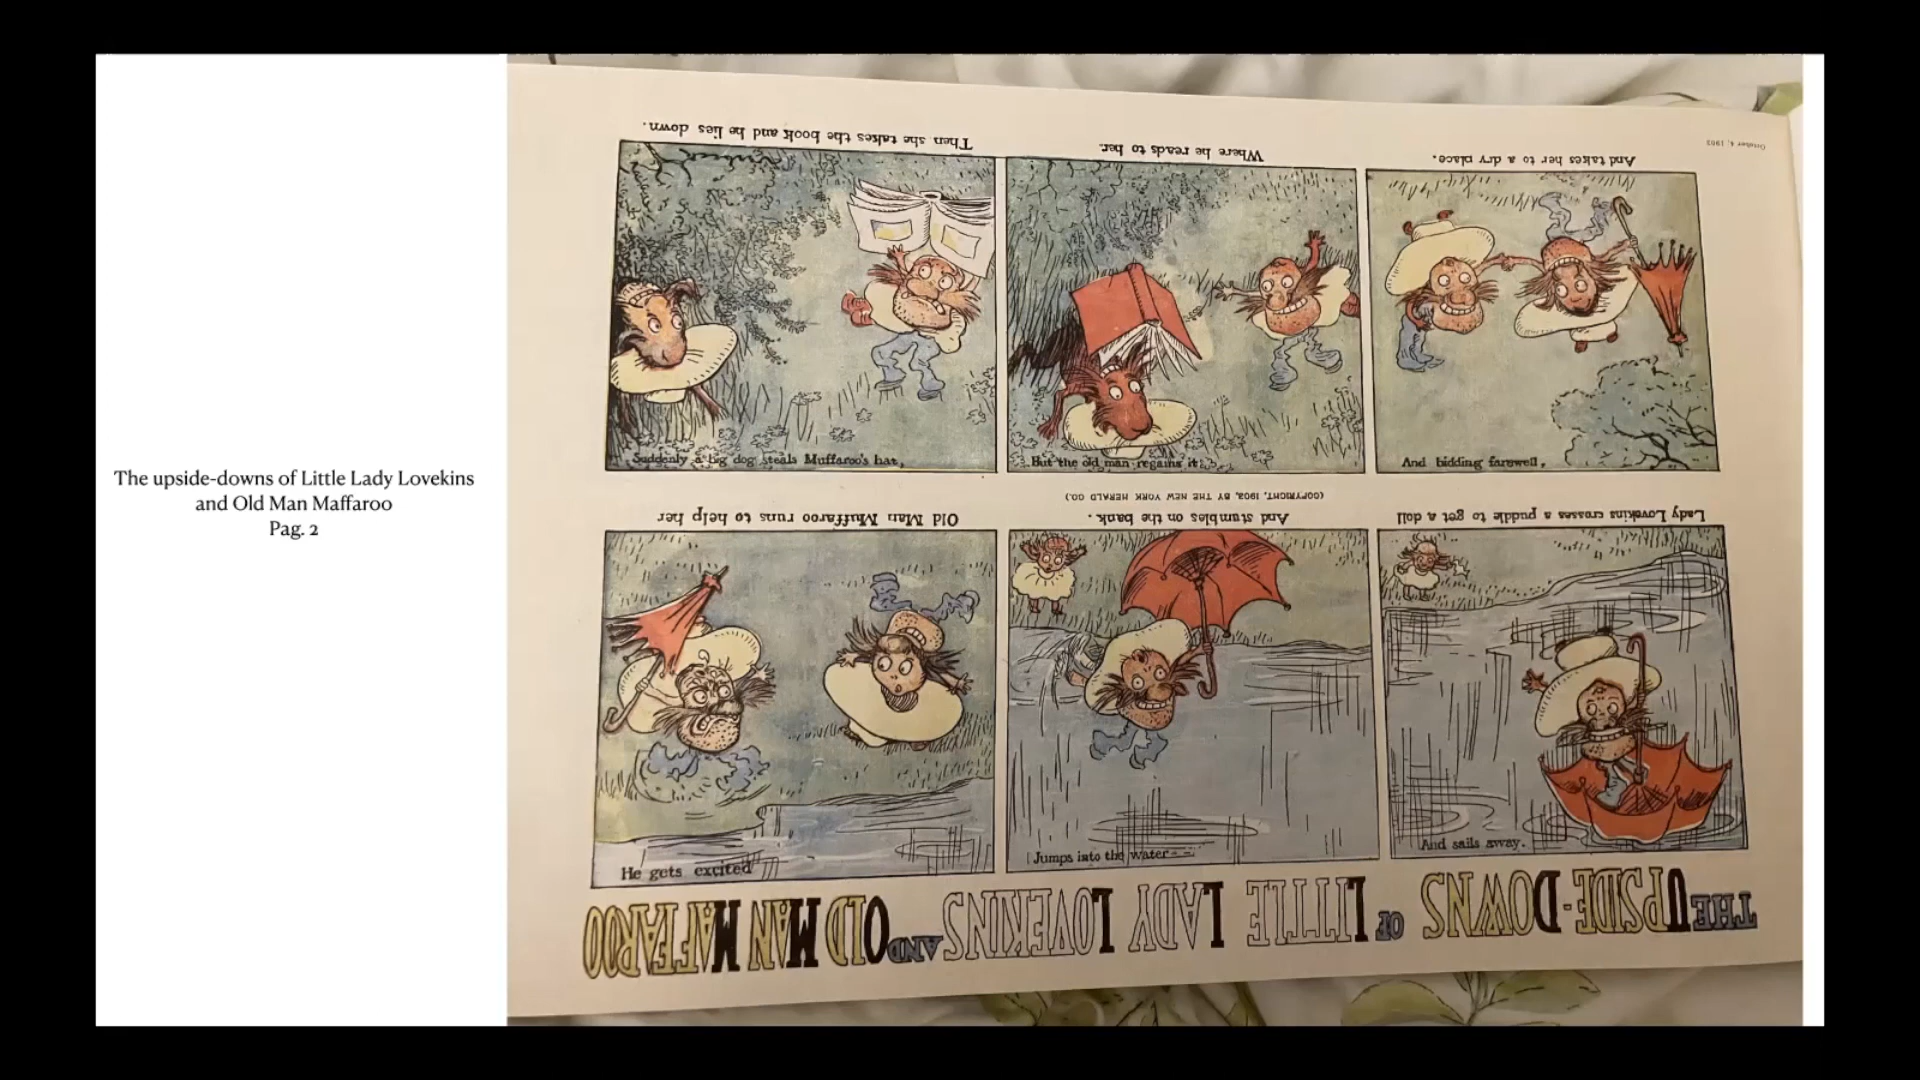 The upside-downs of Little Lady Lovekins
and Old Man Maffaroo
Pag. 2
October 4, 1903
Then she takes the book and he lies down.
Where he reads to her.
And takes her to a dry place.
Suddenly a big dog steals Muffaroo's hat,
But the old man regains it
And bidding farewell,
(COPYRIGHT, 1903, BY THE NEW YORK HERALD CO.)
Old Man Muffaroo runs to help her
And stumbles on the bank.
Lady Lovekins crosses a puddle to get a doll
He gets excited
Jumps into the water
And sails away.
THE UPSIDE-DOWNS OF LITTLE LADY LOVEKINS AND OLD MAN MAFFAROO